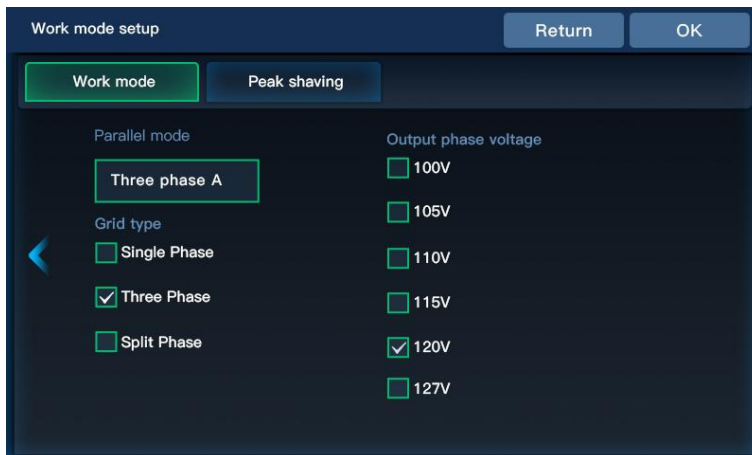 Work mode setup
Return
OK
Work mode
Peak shaving
Parallel mode
Three phase A
Grid type
Single Phase
Three Phase
Split Phase
Output phase voltage
100V
105V
110V
115V
120V
127V